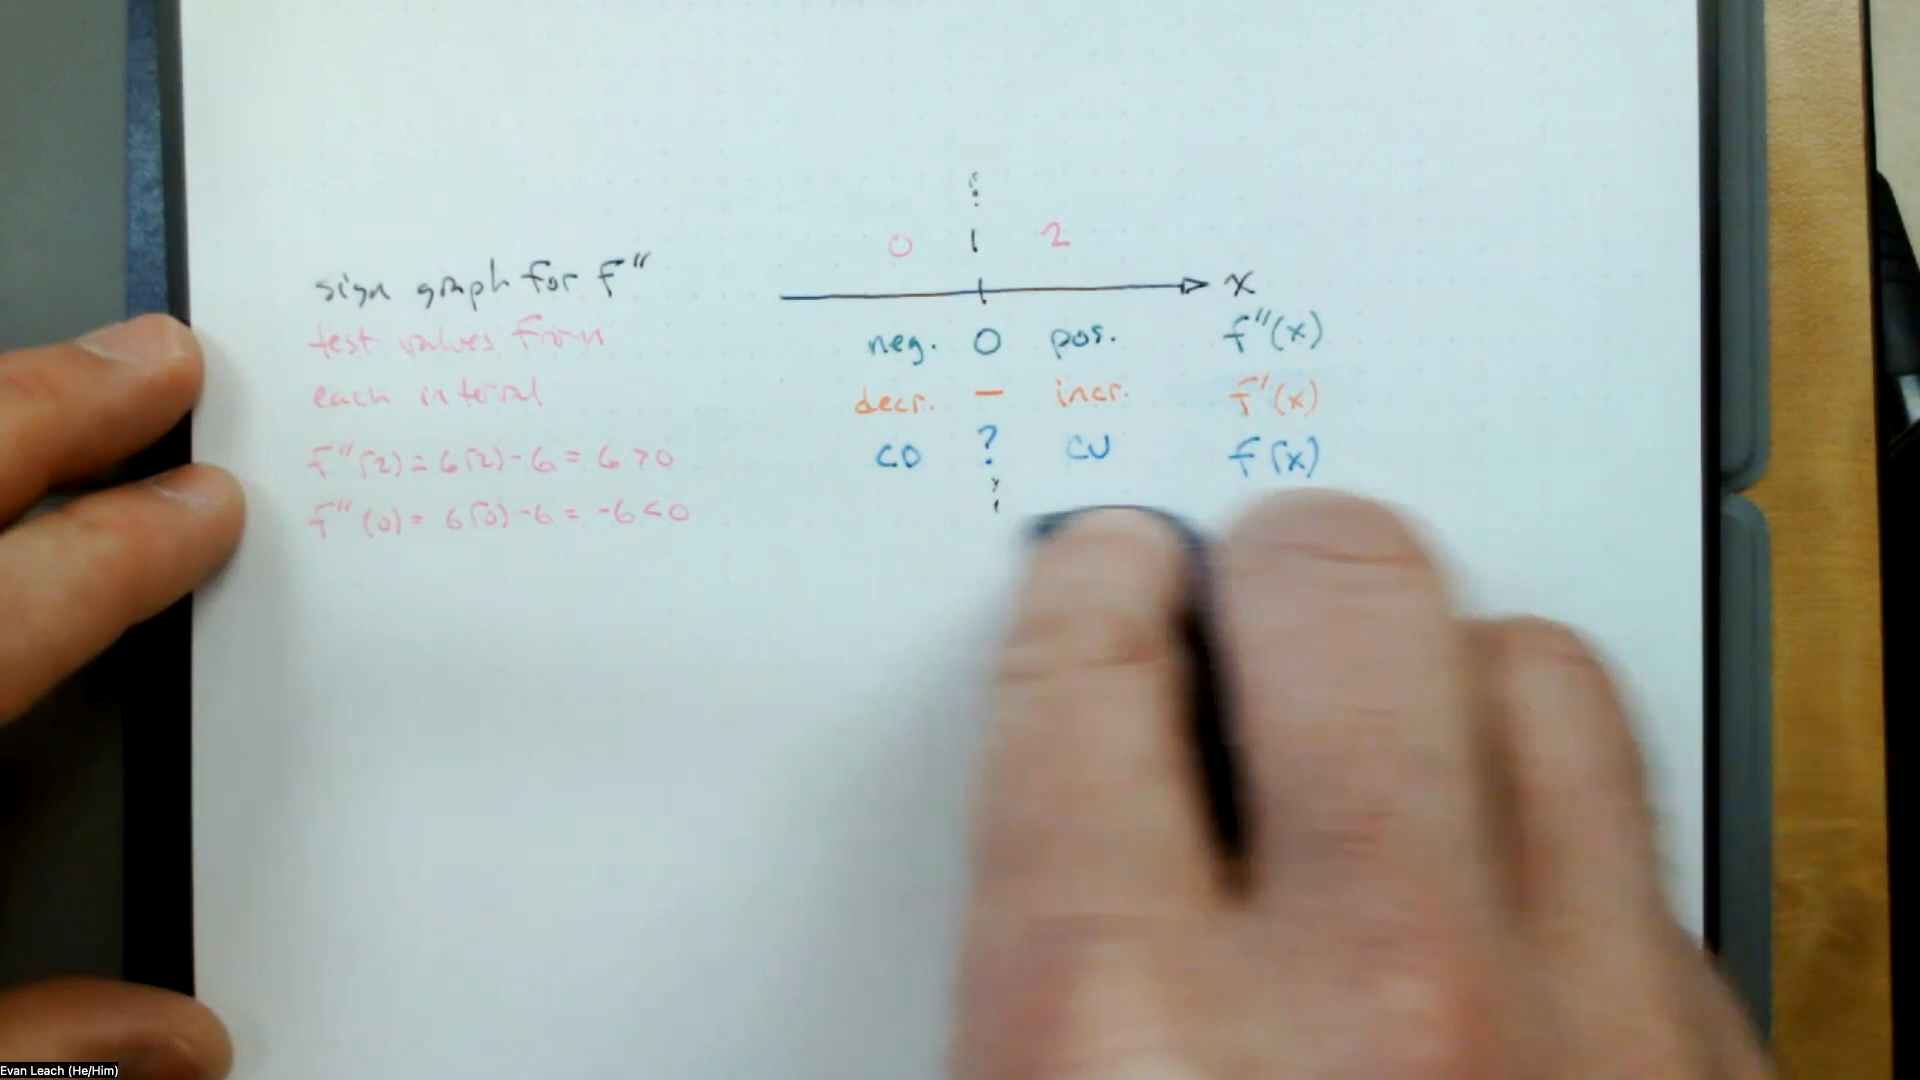 0 1 2
sign graph for f" x
test values from neg. 0 pos. f"(x)
each interval decr. — incr. f'(x)
f"(2) = 6(2)-6 = 6 >0 CD ? CU f(x)
f"(0) = 6(0)-6 = -6<0
Evan Leach (He/Him)